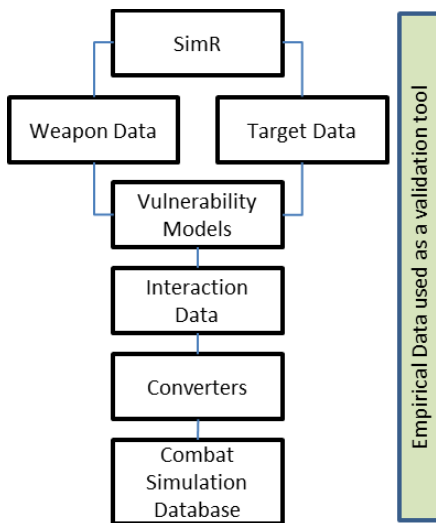 SimR
Weapon Data
Target Data
Vulnerability
Models
Interaction
Data
Converters
Combat
Simulation
Database
Empirical Data used as a validation tool